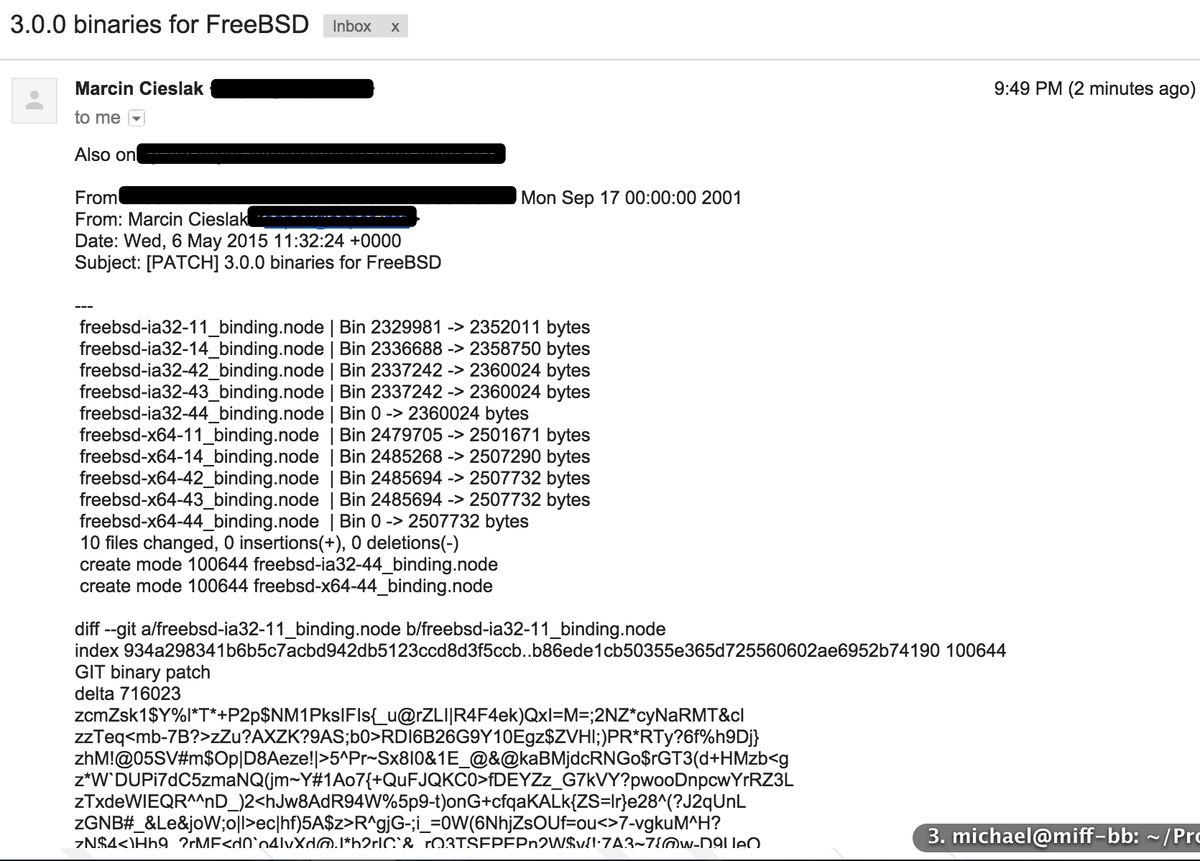 3.0.0 binaries for FreeBSD Inbox x
Marcin Cieslak
9:49 PM (2 minutes ago)
to me
Also on
From Mon Sep 17 00:00:00 2001
From: Marcin Cieslak
Date: Wed, 6 May 2015 11:32:24 +0000
Subject: [PATCH] 3.0.0 binaries for FreeBSD
---
freebsd-ia32-11_binding.node | Bin 2329981 -> 2352011 bytes
freebsd-ia32-14_binding.node | Bin 2336688 -> 2358750 bytes
freebsd-ia32-42_binding.node | Bin 2337242 -> 2360024 bytes
freebsd-ia32-43_binding.node | Bin 2337242 -> 2360024 bytes
freebsd-ia32-44_binding.node | Bin 0 -> 2360024 bytes
freebsd-x64-11_binding.node | Bin 2479705 -> 2501671 bytes
freebsd-x64-14_binding.node | Bin 2485268 -> 2507290 bytes
freebsd-x64-42_binding.node | Bin 2485694 -> 2507732 bytes
freebsd-x64-43_binding.node | Bin 2485694 -> 2507732 bytes
freebsd-x64-44_binding.node | Bin 0 -> 2507732 bytes
10 files changed, 0 insertions(+), 0 deletions(-)
create mode 100644 freebsd-ia32-44_binding.node
create mode 100644 freebsd-x64-44_binding.node
diff --git a/freebsd-ia32-11_binding.node b/freebsd-ia32-11_binding.node
index 934a298341b6b5c7acbd942db5123ccd8d3f5ccb..b86ede1cb50355e365d725560602ae6952b74190 100644
GIT binary patch
delta 716023
zcmZsk1$Y%l*T*+P2p$NM1PksIFIs{_u@rZLI|R4F4ek)QxI=M=;2NZ*cyNaRMT&cl
zzTeq<mb-7B?>zZu?AXZK?9AS;b0>RDI6B26G9Y10Egz$ZVHl;)PR*RTy?6f%h9Dj}
zhM!@05SV#m$Op|D8Aeze!|>5^Pr~Sx8I0&1E_@&@kaBMjdcRNGo$rGT3(d+HMzb<g
z*W`DUPi7dC5zmaNQ(jm~Y#1Ao7{+QuFJQKC0>fDEYZz_G7kVY?pwooDnpcwYrRZ3L
zTxdeWIEQR^^nD_)2<hJw8AdR94W%5p9-t)onG+cfqaKALk{ZS=lr}e28^(?J2qUnL
zGNB#_&Le&joW;o|l>ec|hf)5A$z>R^gjG-;i_=0W(6NhjZsOUf=ou<>7-vgkuM^H?
3. michael@miff-bb: ~/Pro